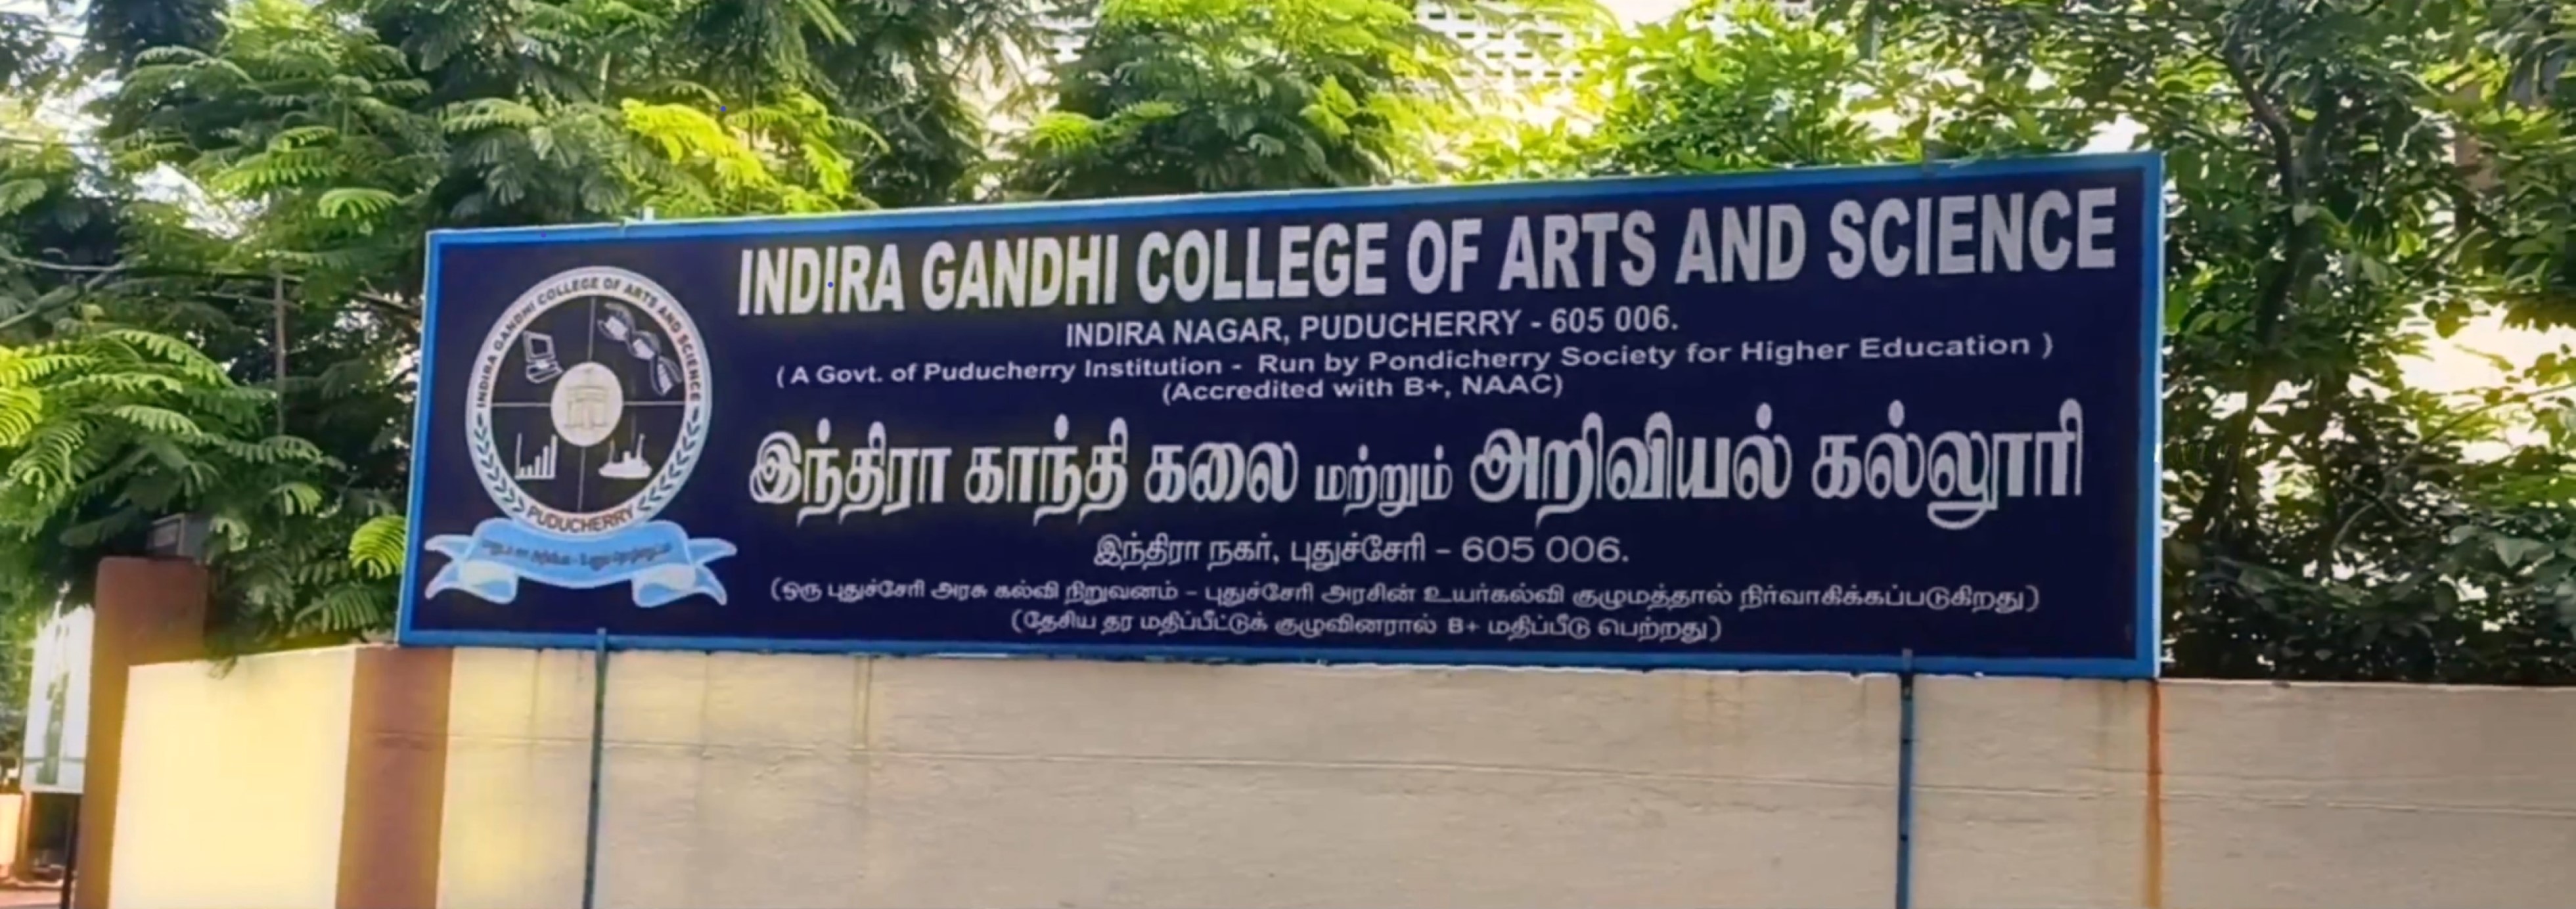 INDIRA GANDHI COLLEGE OF ARTS AND SCIENCE
INDIRA NAGAR, PUDUCHERRY - 605 006.
( A Govt. of Puducherry Institution - Run by Pondicherry Society for Higher Education )
(Accredited with B+, NAAC)
இந்திரா காந்தி கலை மற்றும் அறிவியல் கல்லூரி
இந்திரா நகர், புதுச்சேரி - 605 006.
(ஒரு புதுச்சேரி அரசு கல்வி நிறுவனம் - புதுச்சேரி அரசின் உயர்கல்வி குழுமத்தால் நிர்வாகிக்கப்படுகிறது)
(தேசிய தர மதிப்பீட்டுக் குழுவினரால் B+ மதிப்பீடு பெற்றது)
INDIRA GANDHI COLLEGE OF ARTS AND SCIENCE
PUDUCHERRY